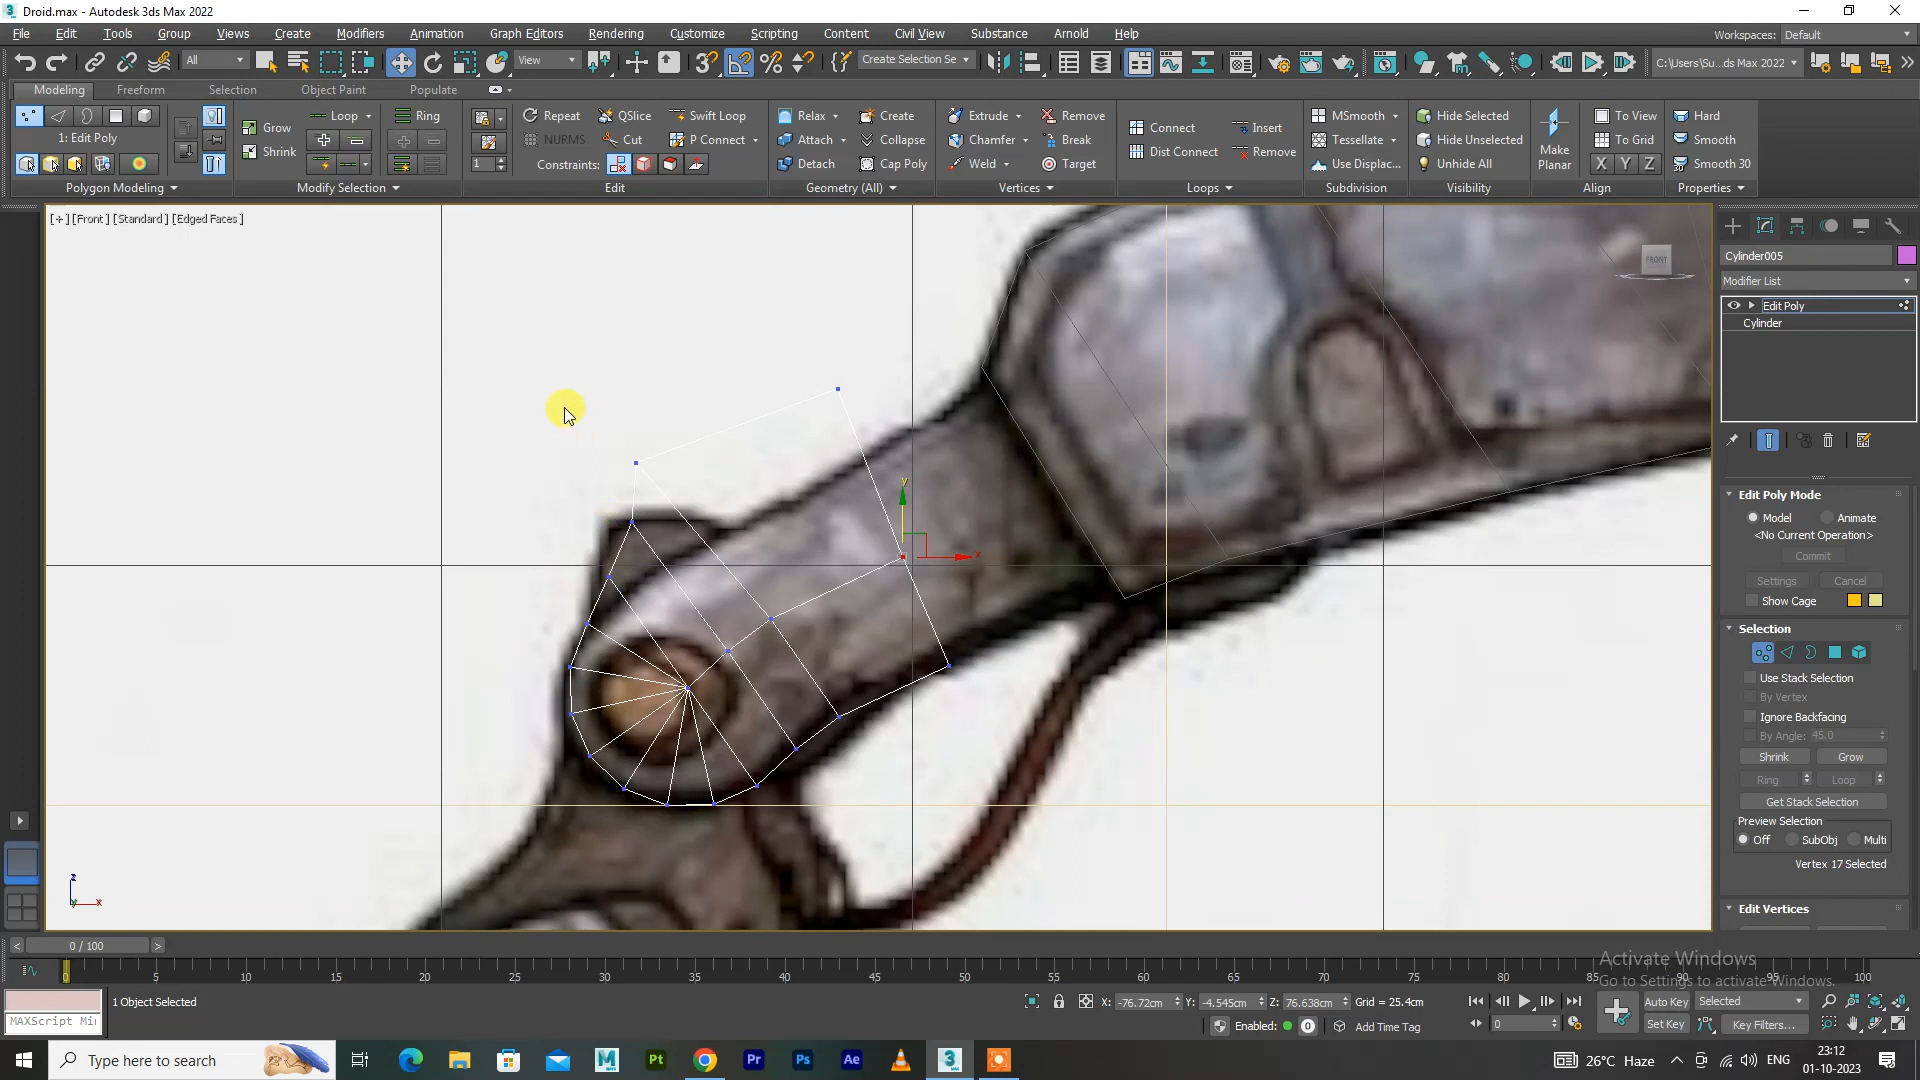 Droid.max - Autodesk 3ds Max 2022
File Edit Tools Group Views Create Modifiers Animation Graph Editors Rendering Customize Scripting Content Civil View Substance Arnold Help
Workspaces: Default
All View Create Selection Se C:\Users\Su...ds Max 2022
Modeling Freeform Selection Object Paint Populate
1: Edit Poly
Grow Loop Ring Repeat QSlice Swift Loop Relax Create Extrude Remove Connect Insert MSmooth Hide Selected To View Hard
Shrink NURMS Cut P Connect Attach Collapse Chamfer Break Dist Connect Remove Tessellate Hide Unselected Make Planar To Grid Smooth
1 Constraints: Detach Cap Poly Weld Target Use Displac... Unhide All X Y Z Smooth 30
Polygon Modeling Modify Selection Edit Geometry (All) Vertices Loops Subdivision Visibility Align Properties
[+] [Front] [Standard] [Edged Faces]
FRONT
Cylinder005
Modifier List
Edit Poly
Cylinder
Edit Poly Mode
Model Animate
<No Current Operation>
Commit
Settings Cancel
Show Cage
Selection
Use Stack Selection
By Vertex
Ignore Backfacing
By Angle: 45.0
Shrink Grow
Ring Loop
Get Stack Selection
Preview Selection
Off SubObj Multi
Vertex 17 Selected
Edit Vertices
y
x
z
x
0 / 100
0 5 10 15 20 25 30 35 40 45 50 55 60 65 70 75 80 85 90 95 100
Activate Windows
Go to Settings to activate Windows.
1 Object Selected
MAXScript Mi
X: -76.72cm Y: -4.545cm Z: 76.638cm Grid = 25.4cm
Enabled: 0 Add Time Tag
0
Auto Key Selected
Set Key Key Filters...
Type here to search
26°C Haze
ENG
23:12
01-10-2023